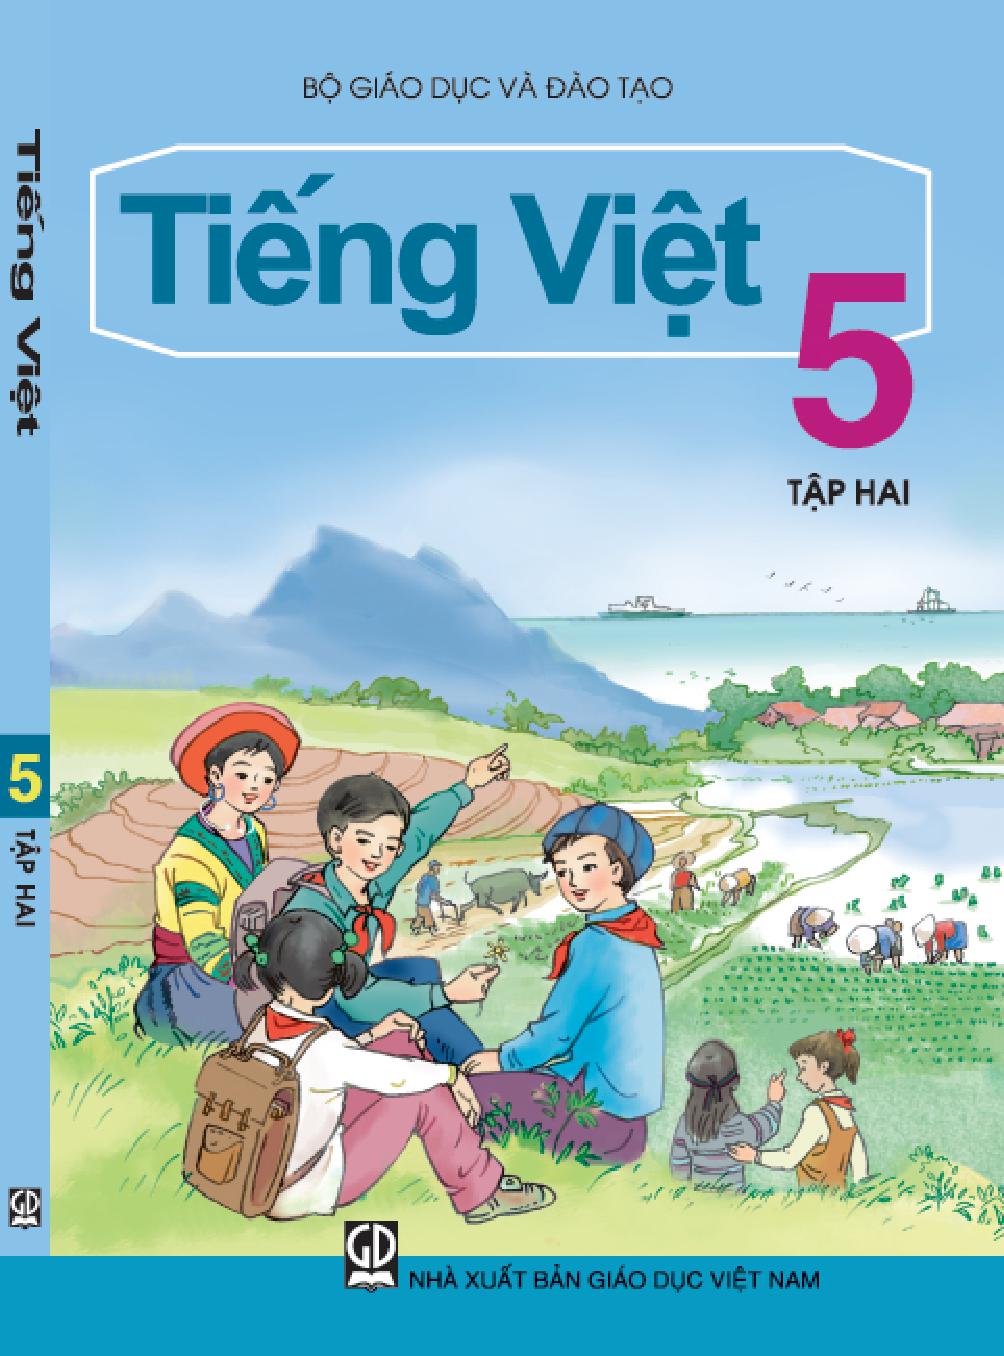 BỘ GIÁO DỤC VÀ ĐÀO TẠO
Tiếng Việt
5
TẬP HAI
Tiếng Việt
5
TẬP HAI
GD
GD
NHÀ XUẤT BẢN GIÁO DỤC VIỆT NAM